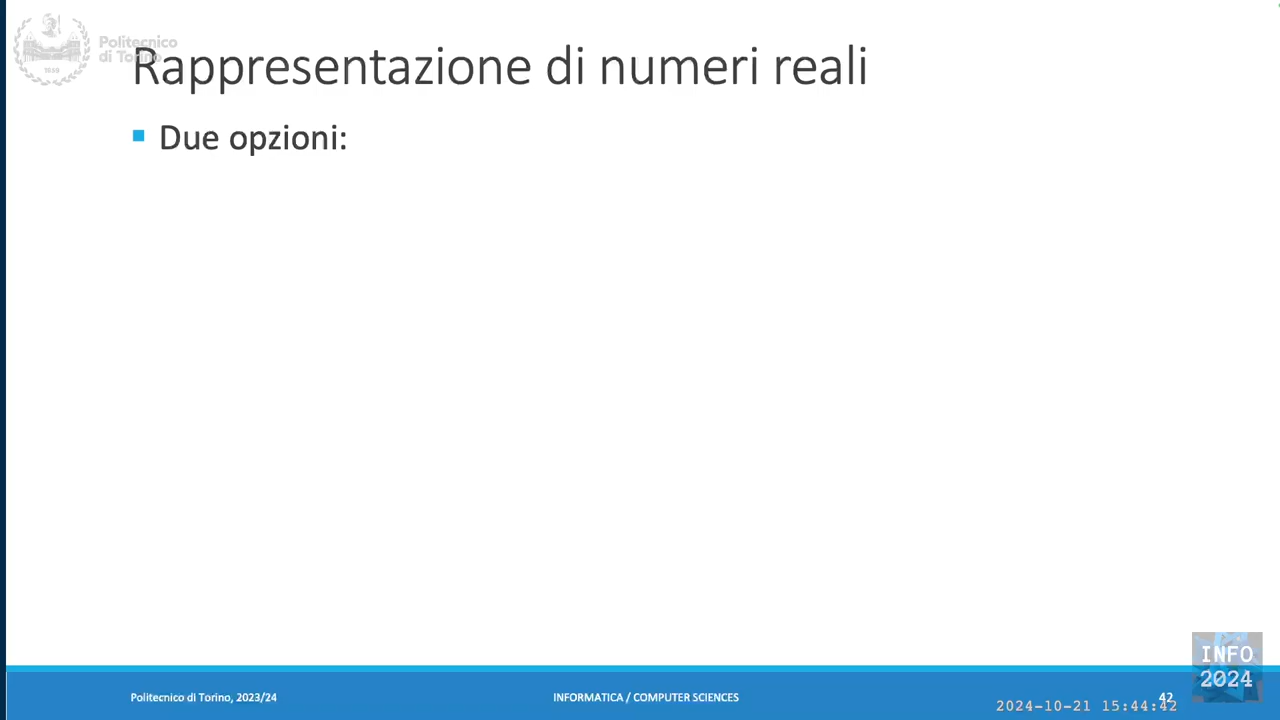 Politecnico
di Torino
Rappresentazione di numeri reali
Due opzioni:
INFO
2024
Politecnico di Torino, 2023/24
INFORMATICA / COMPUTER SCIENCES
42
2024-10-21 15:44:42